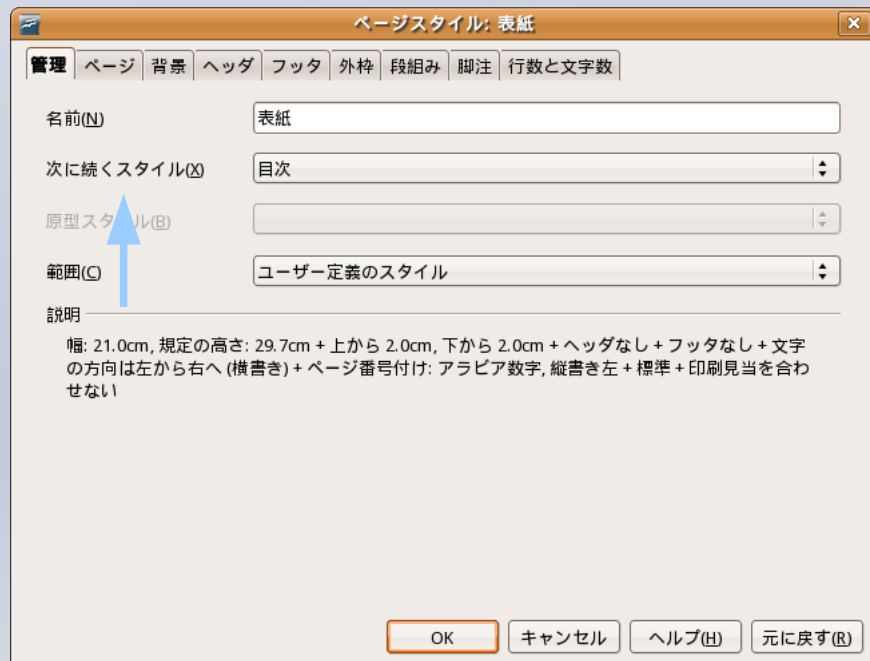 ページスタイル: 表紙
管理 ページ 背景 ヘッダ フッタ 外枠 段組み 脚注 行数と文字数
名前(N) 表紙
次に続くスタイル(X) 目次
原型スタイル(B)
範囲(C) ユーザー定義のスタイル
説明
幅: 21.0cm, 規定の高さ: 29.7cm + 上から 2.0cm, 下から 2.0cm + ヘッダなし + フッタなし + 文字
の方向は左から右へ (横書き) + ページ番号付け: アラビア数字, 縦書き左 + 標準 + 印刷見当を合わ
せない
OK キャンセル ヘルプ(H) 元に戻す(R)